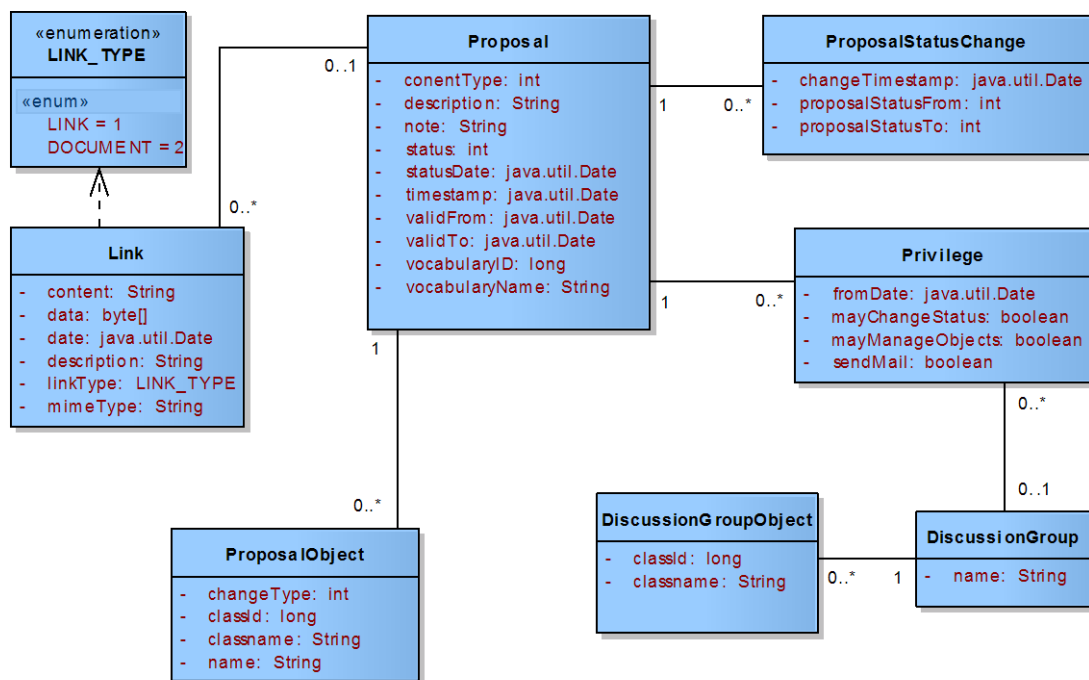 «enumeration»
LINK_TYPE
«enum»
LINK = 1
DOCUMENT = 2
Proposal
- conentType: int
- description: String
- note: String
- status: int
- statusDate: java.util.Date
- timestamp: java.util.Date
- validFrom: java.util.Date
- validTo: java.util.Date
- vocabularyID: long
- vocabularyName: String
ProposalStatusChange
- changeTimestamp: java.util.Date
- proposalStatusFrom: int
- proposalStatusTo: int
0..1
0..*
1
0..*
1
0..*
1
0..*
Link
- content: String
- data: byte[]
- date: java.util.Date
- description: String
- linkType: LINK_TYPE
- mimeType: String
Privilege
- fromDate: java.util.Date
- mayChangeStatus: boolean
- mayManageObjects: boolean
- sendMail: boolean
0..*
0..1
ProposalObject
- changeType: int
- classId: long
- classname: String
- name: String
DiscussionGroupObject
- classId: long
- classname: String
0..*
1
DiscussionGroup
- name: String